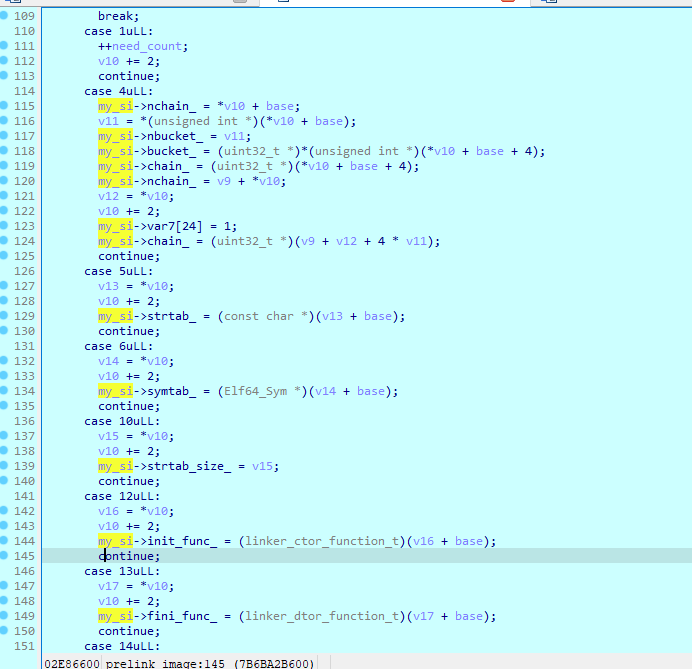 109 break;
110 case 1uLL:
111 ++need_count;
112 v10 += 2;
113 continue;
114 case 4uLL:
115 my_si->nchain_ = *v10 + base;
116 v11 = *(unsigned int *)(*v10 + base);
117 my_si->nbucket_ = v11;
118 my_si->bucket_ = (uint32_t *)*(unsigned int *)(*v10 + base + 4);
119 my_si->chain_ = (uint32_t *)(*v10 + base + 4);
120 my_si->nchain_ = v9 + *v10;
121 v12 = *v10;
122 v10 += 2;
123 my_si->var7[24] = 1;
124 my_si->chain_ = (uint32_t *)(v9 + v12 + 4 * v11);
125 continue;
126 case 5uLL:
127 v13 = *v10;
128 v10 += 2;
129 my_si->strtab_ = (const char *)(v13 + base);
130 continue;
131 case 6uLL:
132 v14 = *v10;
133 v10 += 2;
134 my_si->symtab_ = (Elf64_Sym *)(v14 + base);
135 continue;
136 case 10uLL:
137 v15 = *v10;
138 v10 += 2;
139 my_si->strtab_size_ = v15;
140 continue;
141 case 12uLL:
142 v16 = *v10;
143 v10 += 2;
144 my_si->init_func_ = (linker_ctor_function_t)(v16 + base);
145 continue;
146 case 13uLL:
147 v17 = *v10;
148 v10 += 2;
149 my_si->fini_func_ = (linker_dtor_function_t)(v17 + base);
150 continue;
151 case 14uLL:
02E86600 prelink_image:145 (7B6BA2B600)